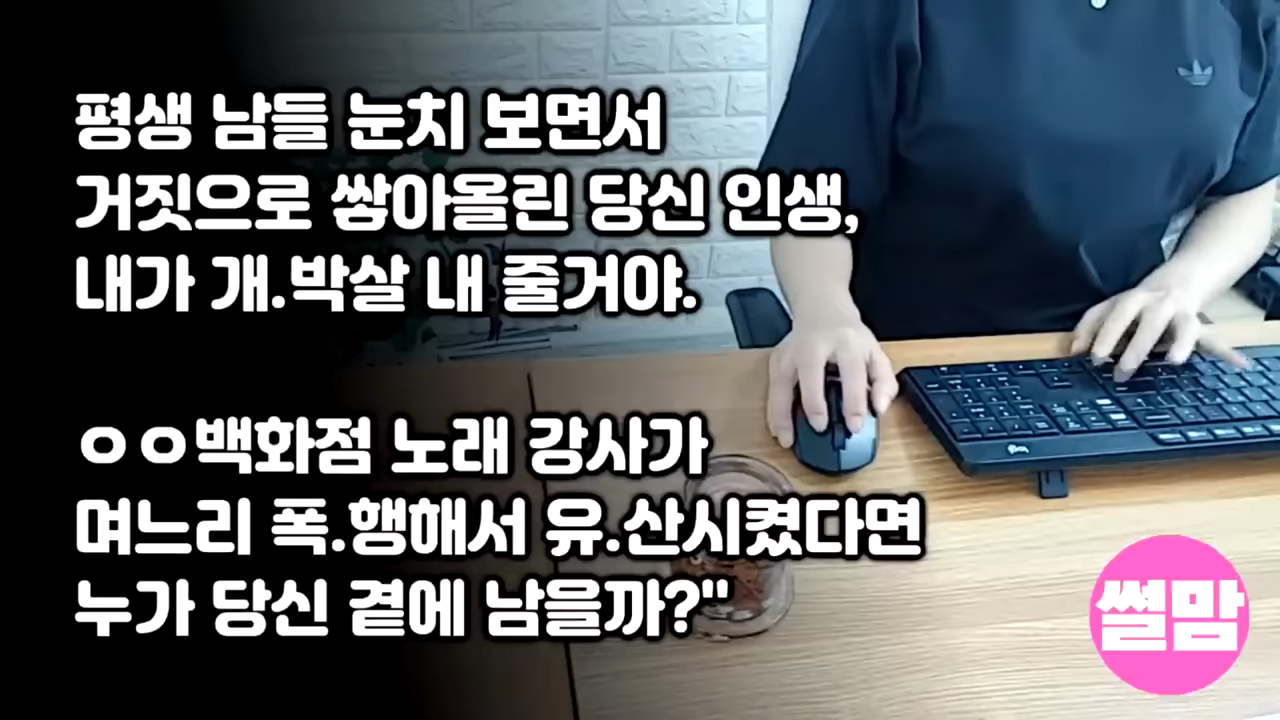 평생 남들 눈치 보면서
거짓으로 쌓아올린 당신 인생,
내가 개.박살 내 줄거야.
ㅇㅇ백화점 노래 강사가
며느리 폭.행해서 유.산시켰다면
누가 당신 곁에 남을까?"
썰맘